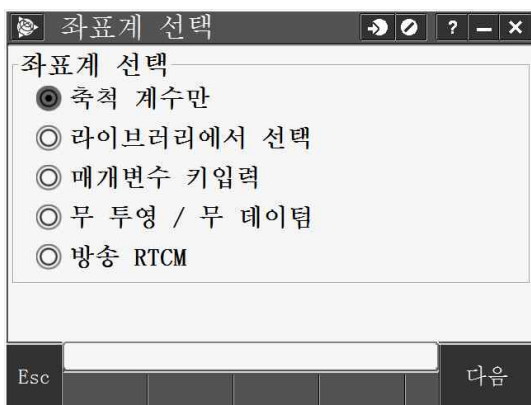 좌표계 선택
? — ×
좌표계 선택
축척 계수만
라이브러리에서 선택
매개변수 키입력
무 투영 / 무 데이텀
방송 RTCM
Esc
다음